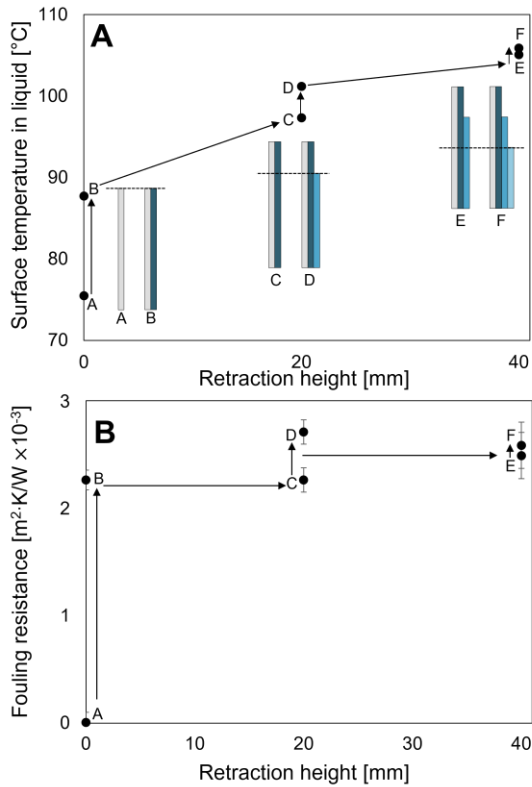 A
Surface temperature in liquid [°C]
110
100
90
80
70
A
B
C
D
E
F
A
B
C
D
E
F
0
20
40
Retraction height [mm]
B
Fouling resistance [m²·K/W ×10⁻³]
3
2
1
0
A
B
C
D
E
F
0
10
20
30
40
Retraction height [mm]